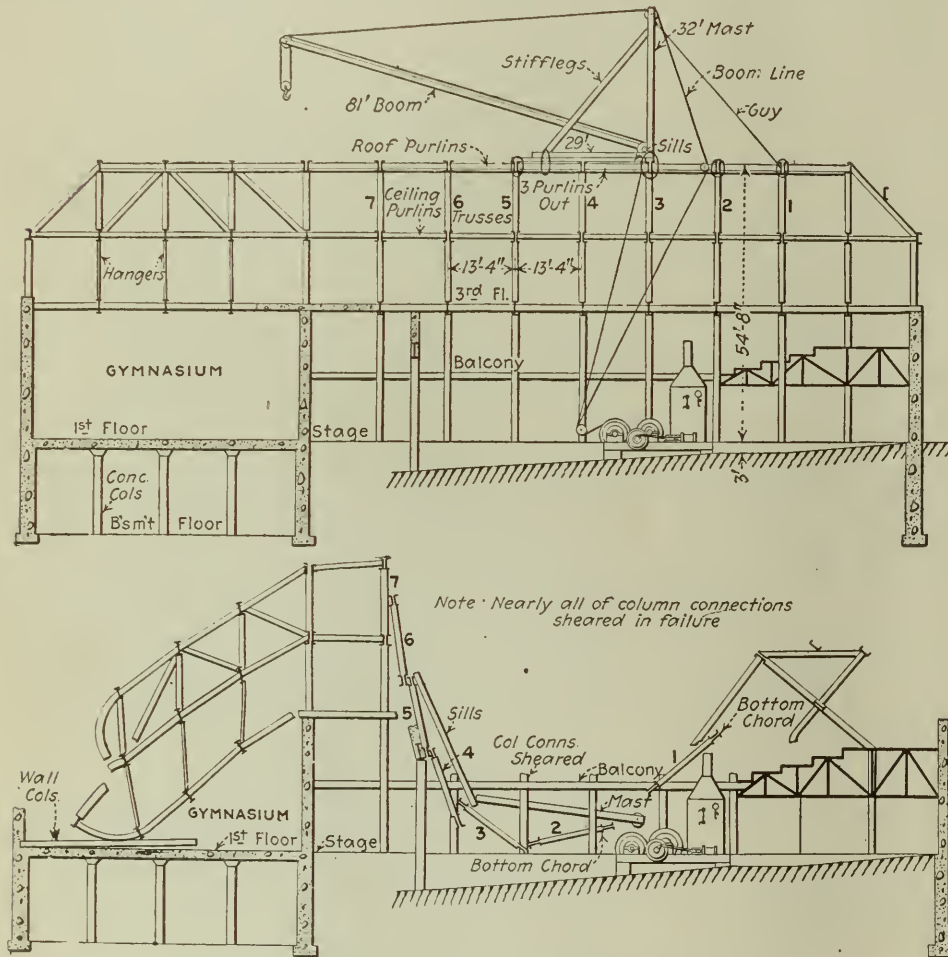 32' Mast
Stifflegs
Boom Line
81' Boom
Guy
29'
Sills
Roof Purlins
3 Purlins
Out
7
Ceiling
Purlins
6
Trusses
5
4
3
2
1
Hangers
13'-4"
13'-4"
3rd Fl.
54'-8"
GYMNASIUM
Balcony
1st Floor
Stage
3'
Conc.
Cols
B'sm't Floor
7
Note · Nearly all of column connections
sheared in failure
6
Sills
Bottom
Chord
5
4
Col Conns.
Sheared
1
Balcony
Wall
Cols.
GYMNASIUM
Mast
3
2
1st Floor
Stage
Bottom Chord